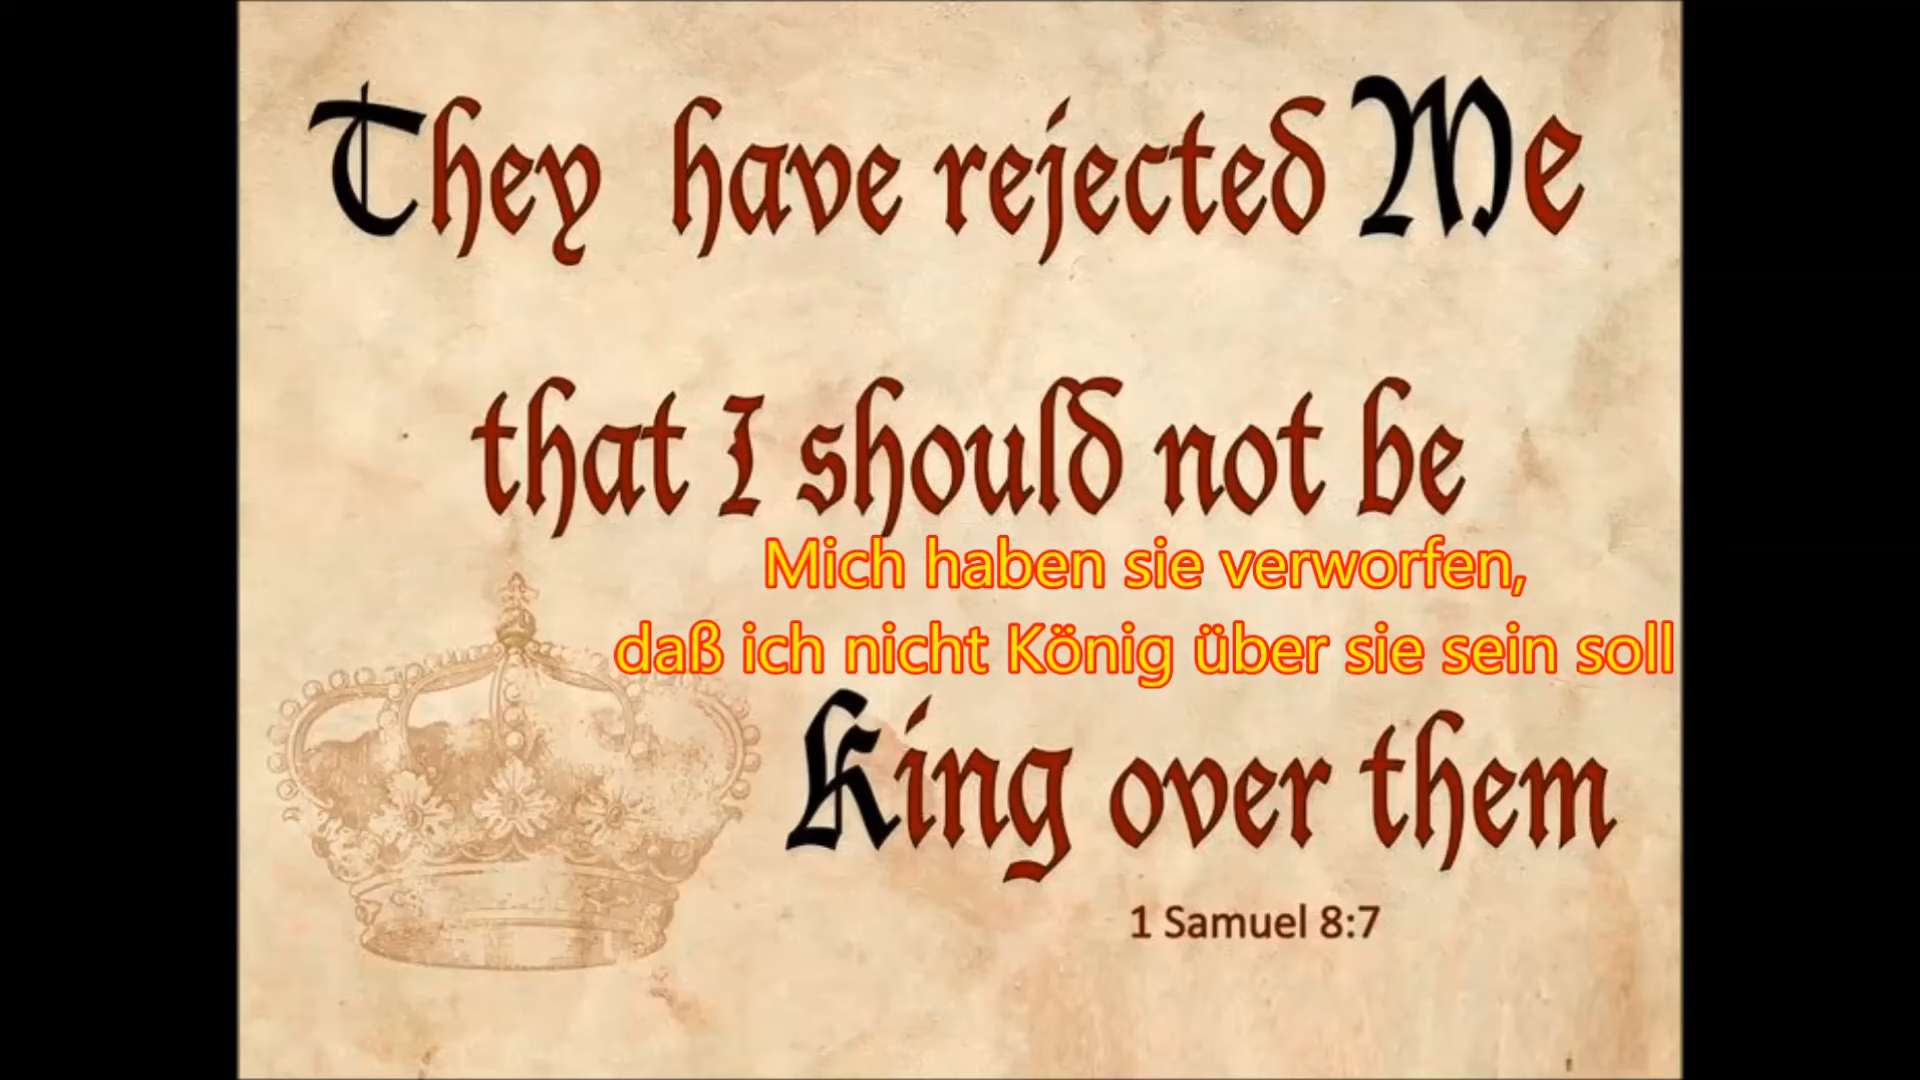 They have rejected Me
that I should not be
Mich haben sie verworfen,
daß ich nicht König über sie sein soll
King over them
1 Samuel 8:7